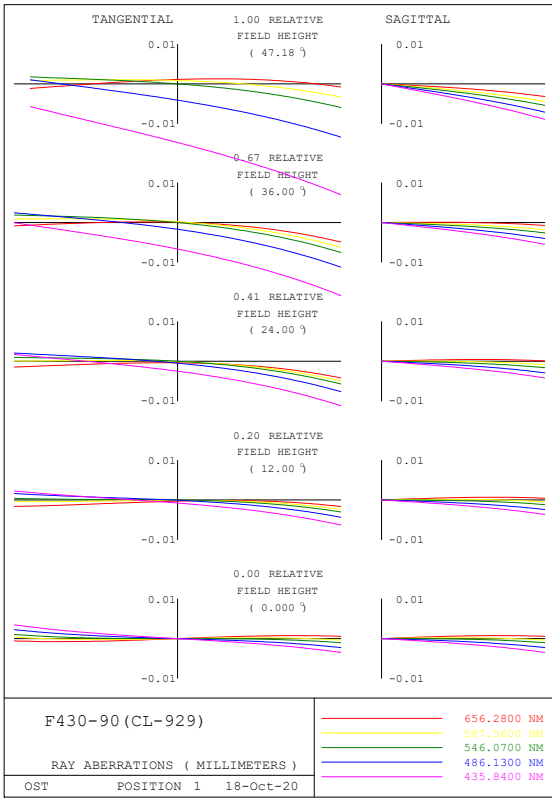 TANGENTIAL 1.00 RELATIVE SAGITTAL
FIELD HEIGHT
( 47.18 °)
0.01 0.01
-0.01 -0.01
0.67 RELATIVE
FIELD HEIGHT
( 36.00 °)
0.01 0.01
-0.01 -0.01
0.41 RELATIVE
FIELD HEIGHT
( 24.00 °)
0.01 0.01
-0.01 -0.01
0.20 RELATIVE
FIELD HEIGHT
( 12.00 °)
0.01 0.01
-0.01 -0.01
0.00 RELATIVE
FIELD HEIGHT
( 0.000 °)
0.01 0.01
-0.01 -0.01
F430-90(CL-929)
RAY ABERRATIONS ( MILLIMETERS )
OST POSITION 1 18-Oct-20
656.2800 NM
587.5600 NM
546.0700 NM
486.1300 NM
435.8400 NM